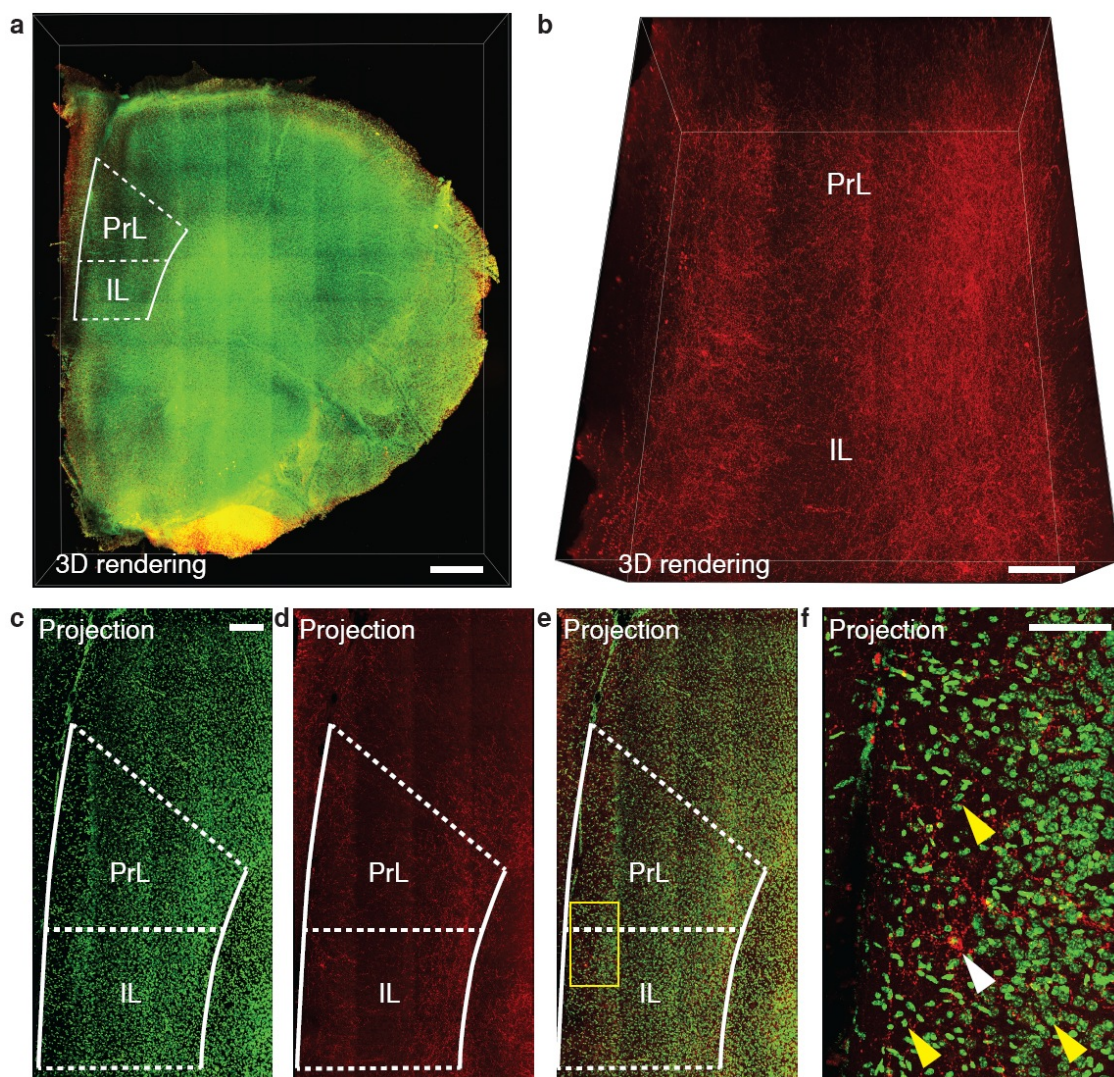 a
PrL
IL
3D rendering
b
PrL
IL
3D rendering
c
Projection
PrL
IL
d
Projection
PrL
IL
e
Projection
PrL
IL
f
Projection